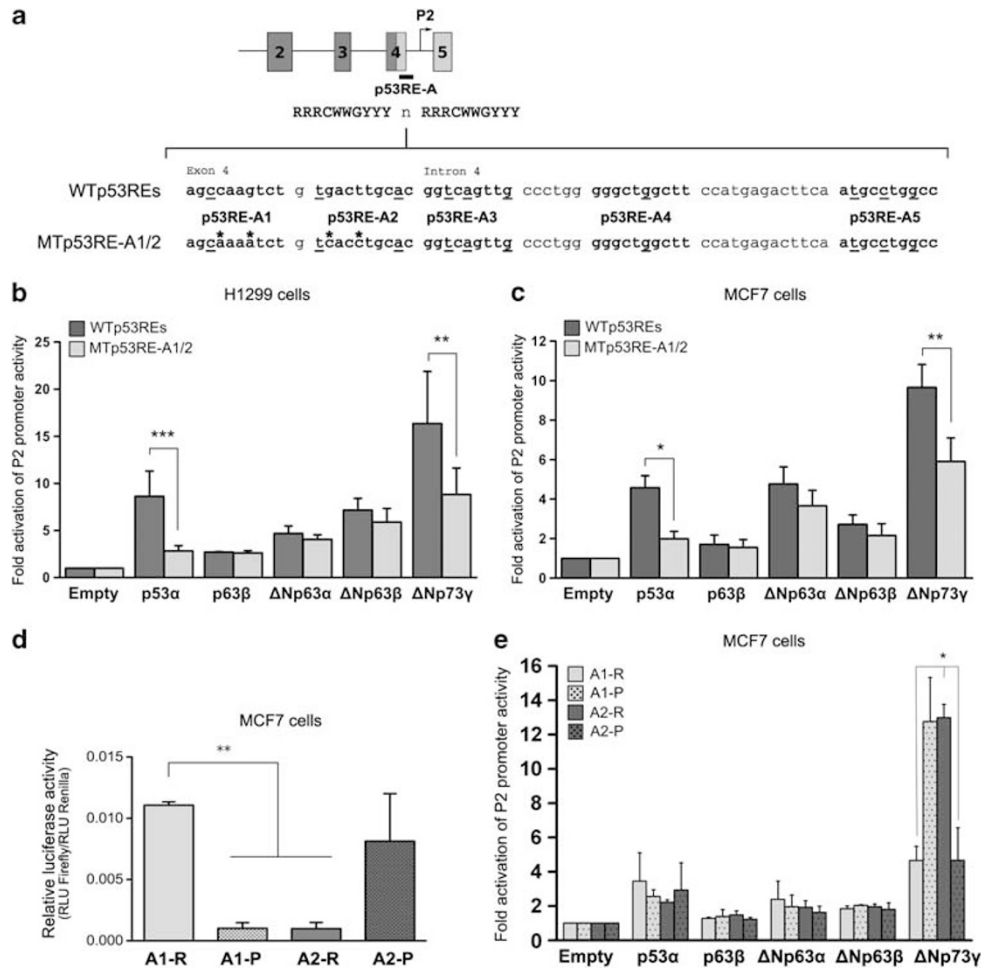 a
P2
2 3 4 5
p53RE-A
RRRCWWGYYY n RRRCWWGYYY
Exon 4 Intron 4
WTp53REs agccaagtct g tgacttgcac ggtcagttg ccctgg gggctggctt ccatgagacttca atgcctggcc
p53RE-A1 p53RE-A2 p53RE-A3 p53RE-A4 p53RE-A5
* * * *
MTp53RE-A1/2 agcaaaatct g tcacctgcac ggtcagttg ccctgg gggctggctt ccatgagacttca atgcctggcc
b
H1299 cells
WTp53REs
MTp53RE-A1/2
Fold activation of P2 promoter activity
25
20
15
10
5
0
***
**
Empty p53α p63β ΔNp63α ΔNp63β ΔNp73γ
c
MCF7 cells
WTp53REs
MTp53RE-A1/2
Fold activation of P2 promoter activity
12
10
8
6
4
2
0
*
**
Empty p53α p63β ΔNp63α ΔNp63β ΔNp73γ
d
MCF7 cells
Relative luciferase activity
(RLU Firefly/RLU Renilla)
0.015
0.010
0.005
0.000
**
A1-R A1-P A2-R A2-P
e
MCF7 cells
A1-R
A1-P
A2-R
A2-P
Fold activation of P2 promoter activity
16
14
12
10
8
6
4
2
0
*
Empty p53α p63β ΔNp63α ΔNp63β ΔNp73γ